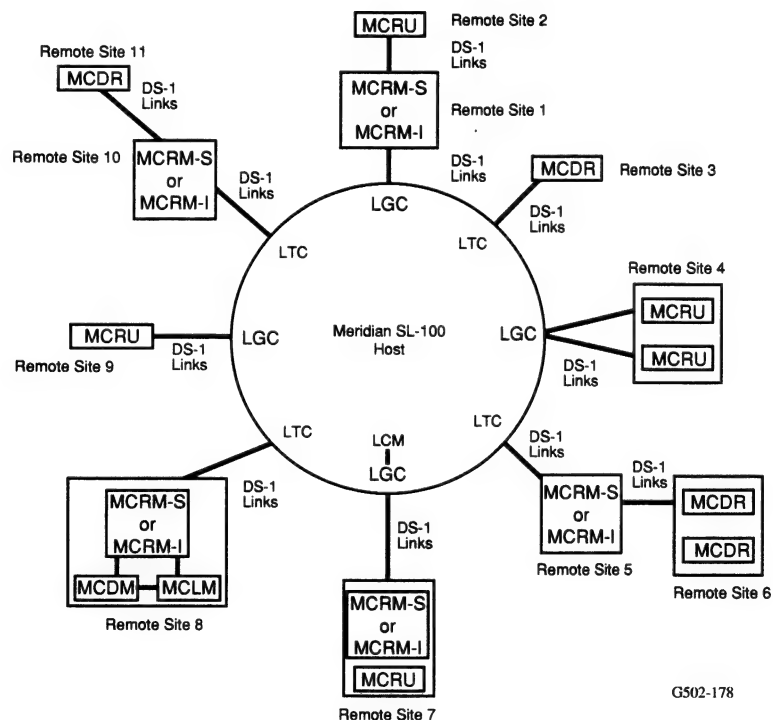 MCRU
Remote Site 2
DS-1
Links
MCRM-S
or
MCRM-I
Remote Site 1
DS-1
Links
LGC
Remote Site 11
MCDR
DS-1
Links
Remote Site 10
MCRM-S
or
MCRM-I
DS-1
Links
LTC
MCDR
Remote Site 3
DS-1
Links
LTC
MCRU
DS-1
Links
Remote Site 9
LGC
Meridian SL-100
Host
LGC
Remote Site 4
MCRU
MCRU
DS-1
Links
LTC
DS-1
Links
MCRM-S
or
MCRM-I
MCDM
MCLM
Remote Site 8
LCM
LGC
DS-1
Links
MCRM-S
or
MCRM-I
MCRU
Remote Site 7
LTC
DS-1
Links
MCRM-S
or
MCRM-I
Remote Site 5
DS-1
Links
MCDR
MCDR
Remote Site 6
G502-178